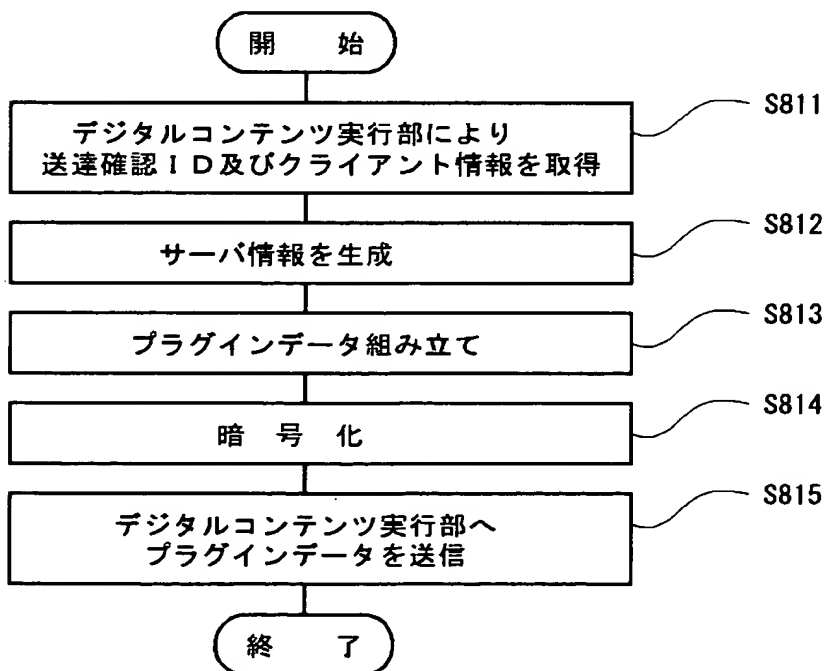 開 始
デジタルコンテンツ実行部により
送達確認ID及びクライアント情報を取得
S811
サーバ情報を生成
S812
プラグインデータ組み立て
S813
暗 号 化
S814
デジタルコンテンツ実行部へ
プラグインデータを送信
S815
終 了